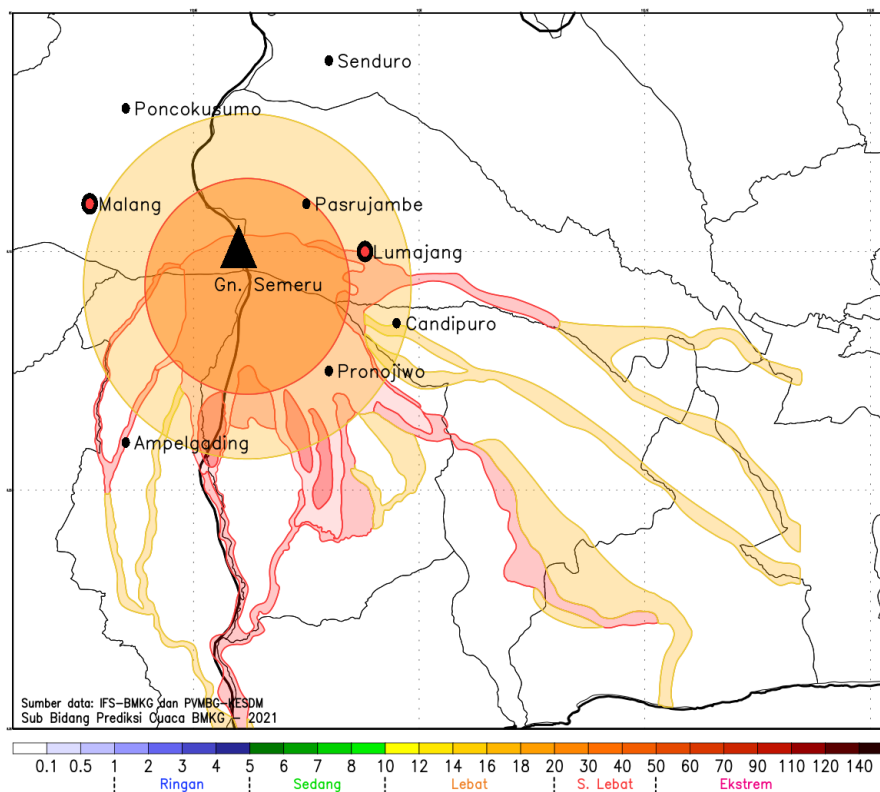 Senduro
Poncokusumo
Malang
Pasrujambe
Lumajang
Gn. Semeru
Candipuro
Pronojiwo
Ampelgading
Sumber data: IFS-BMKG dan PVMBG-KESDM
Sub Bidang Prediksi Cuaca BMKG - 2021
0.1 0.5 1 2 3 4 5 6 7 8 10 12 14 16 18 20 30 40 50 60 70 90 110 120 140
Ringan Sedang Lebat S. Lebat Ekstrem